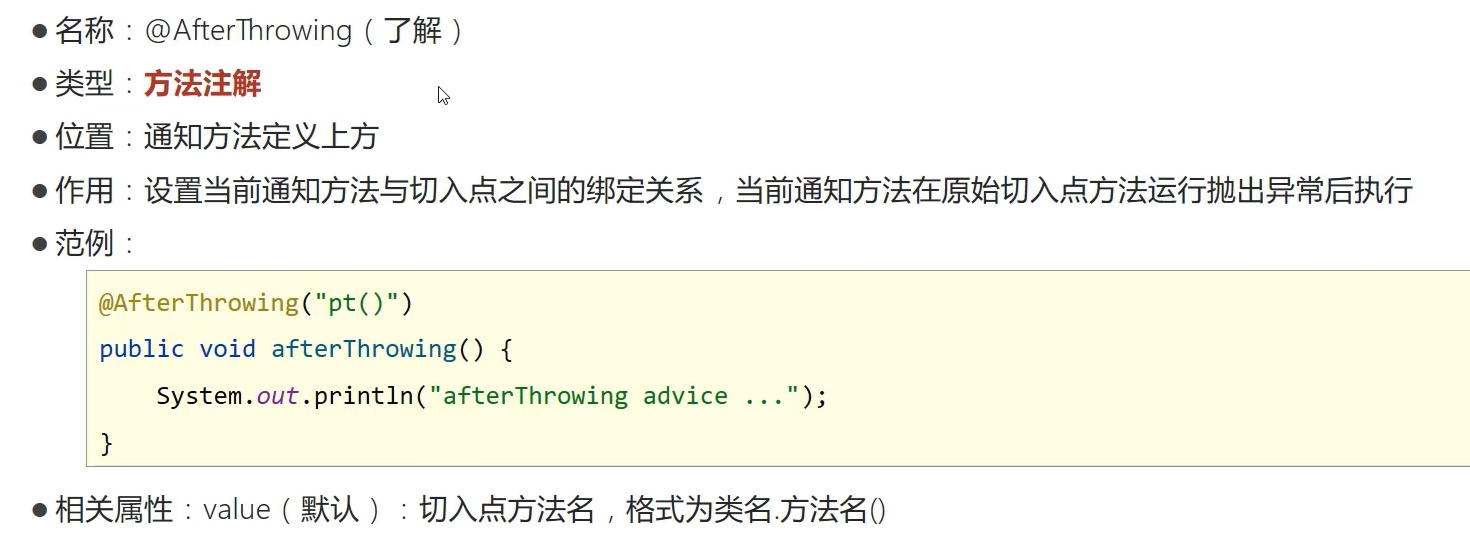 ● 名称：@AfterThrowing（了解）
● 类型：方法注解
● 位置：通知方法定义上方
● 作用：设置当前通知方法与切入点之间的绑定关系，当前通知方法在原始切入点方法运行抛出异常后执行
● 范例：
@AfterThrowing("pt()")
public void afterThrowing() {
    System.out.println("afterThrowing advice ...");
}
● 相关属性：value（默认）：切入点方法名，格式为类名.方法名()